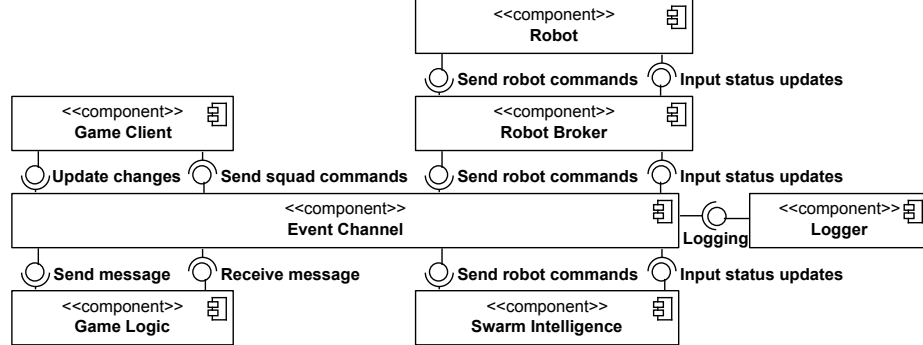 <<component>>
Robot
Send robot commands Input status updates
<<component>>
Game Client
<<component>>
Robot Broker
Update changes Send squad commands Send robot commands Input status updates
<<component>>
Event Channel
Logging
<<component>>
Logger
Send message Receive message Send robot commands Input status updates
<<component>>
Game Logic
<<component>>
Swarm Intelligence